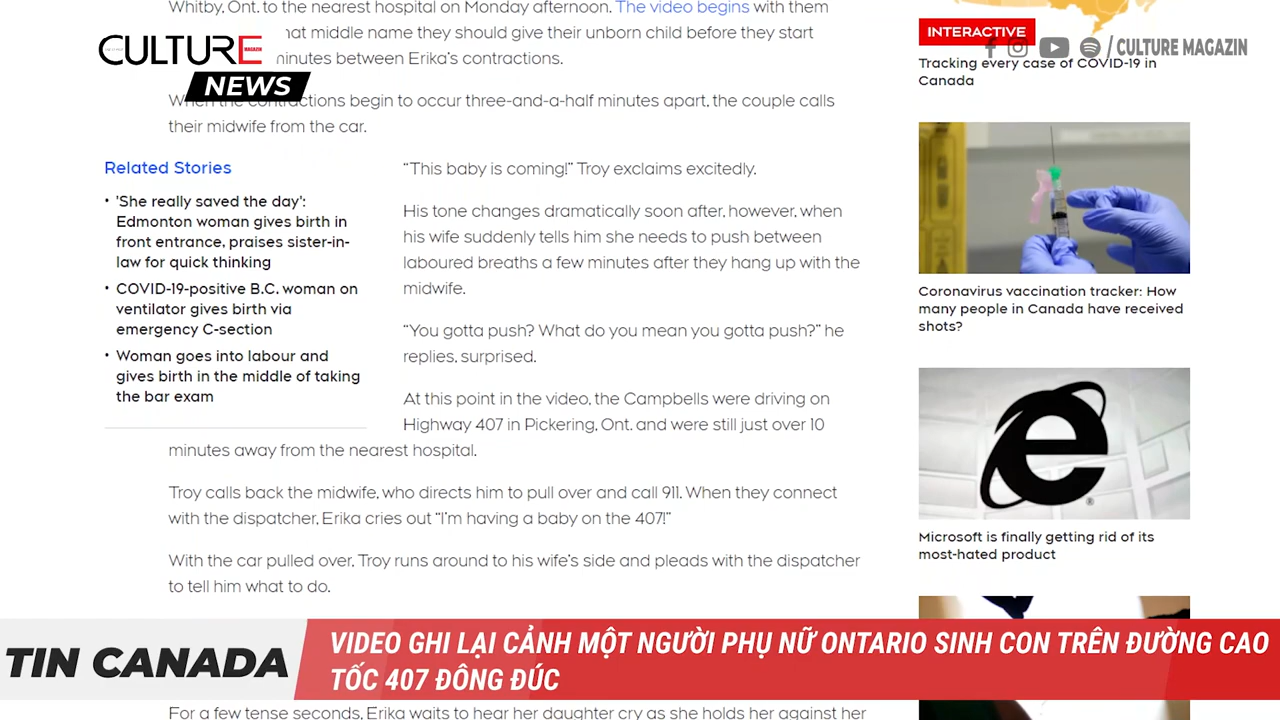 Whitby, Ont. to the nearest hospital on Monday afternoon. The video begins with them
hat middle name they should give their unborn child before they start
minutes between Erika's contractions.
When the contractions begin to occur three-and-a-half minutes apart, the couple calls
their midwife from the car.
CULTURE
NEWS
Related Stories
• 'She really saved the day':
Edmonton woman gives birth in
front entrance, praises sister-in-
law for quick thinking
• COVID-19-positive B.C. woman on
ventilator gives birth via
emergency C-section
• Woman goes into labour and
gives birth in the middle of taking
the bar exam
“This baby is coming!” Troy exclaims excitedly.
His tone changes dramatically soon after, however, when
his wife suddenly tells him she needs to push between
laboured breaths a few minutes after they hang up with the
midwife.
“You gotta push? What do you mean you gotta push?” he
replies, surprised.
At this point in the video, the Campbells were driving on
Highway 407 in Pickering, Ont. and were still just over 10
minutes away from the nearest hospital.
Troy calls back the midwife, who directs him to pull over and call 911. When they connect
with the dispatcher, Erika cries out “I'm having a baby on the 407!”
With the car pulled over, Troy runs around to his wife's side and pleads with the dispatcher
to tell him what to do.
For a few tense seconds, Erika waits to hear her daughter cry as she holds her against her
INTERACTIVE
/ CULTURE MAGAZIN
Tracking every case of COVID-19 in
Canada
Coronavirus vaccination tracker: How
many people in Canada have received
shots?
Microsoft is finally getting rid of its
most-hated product
TIN CANADA
VIDEO GHI LẠI CẢNH MỘT NGƯỜI PHỤ NỮ ONTARIO SINH CON TRÊN ĐƯỜNG CAO
TỐC 407 ĐÔNG ĐÚC